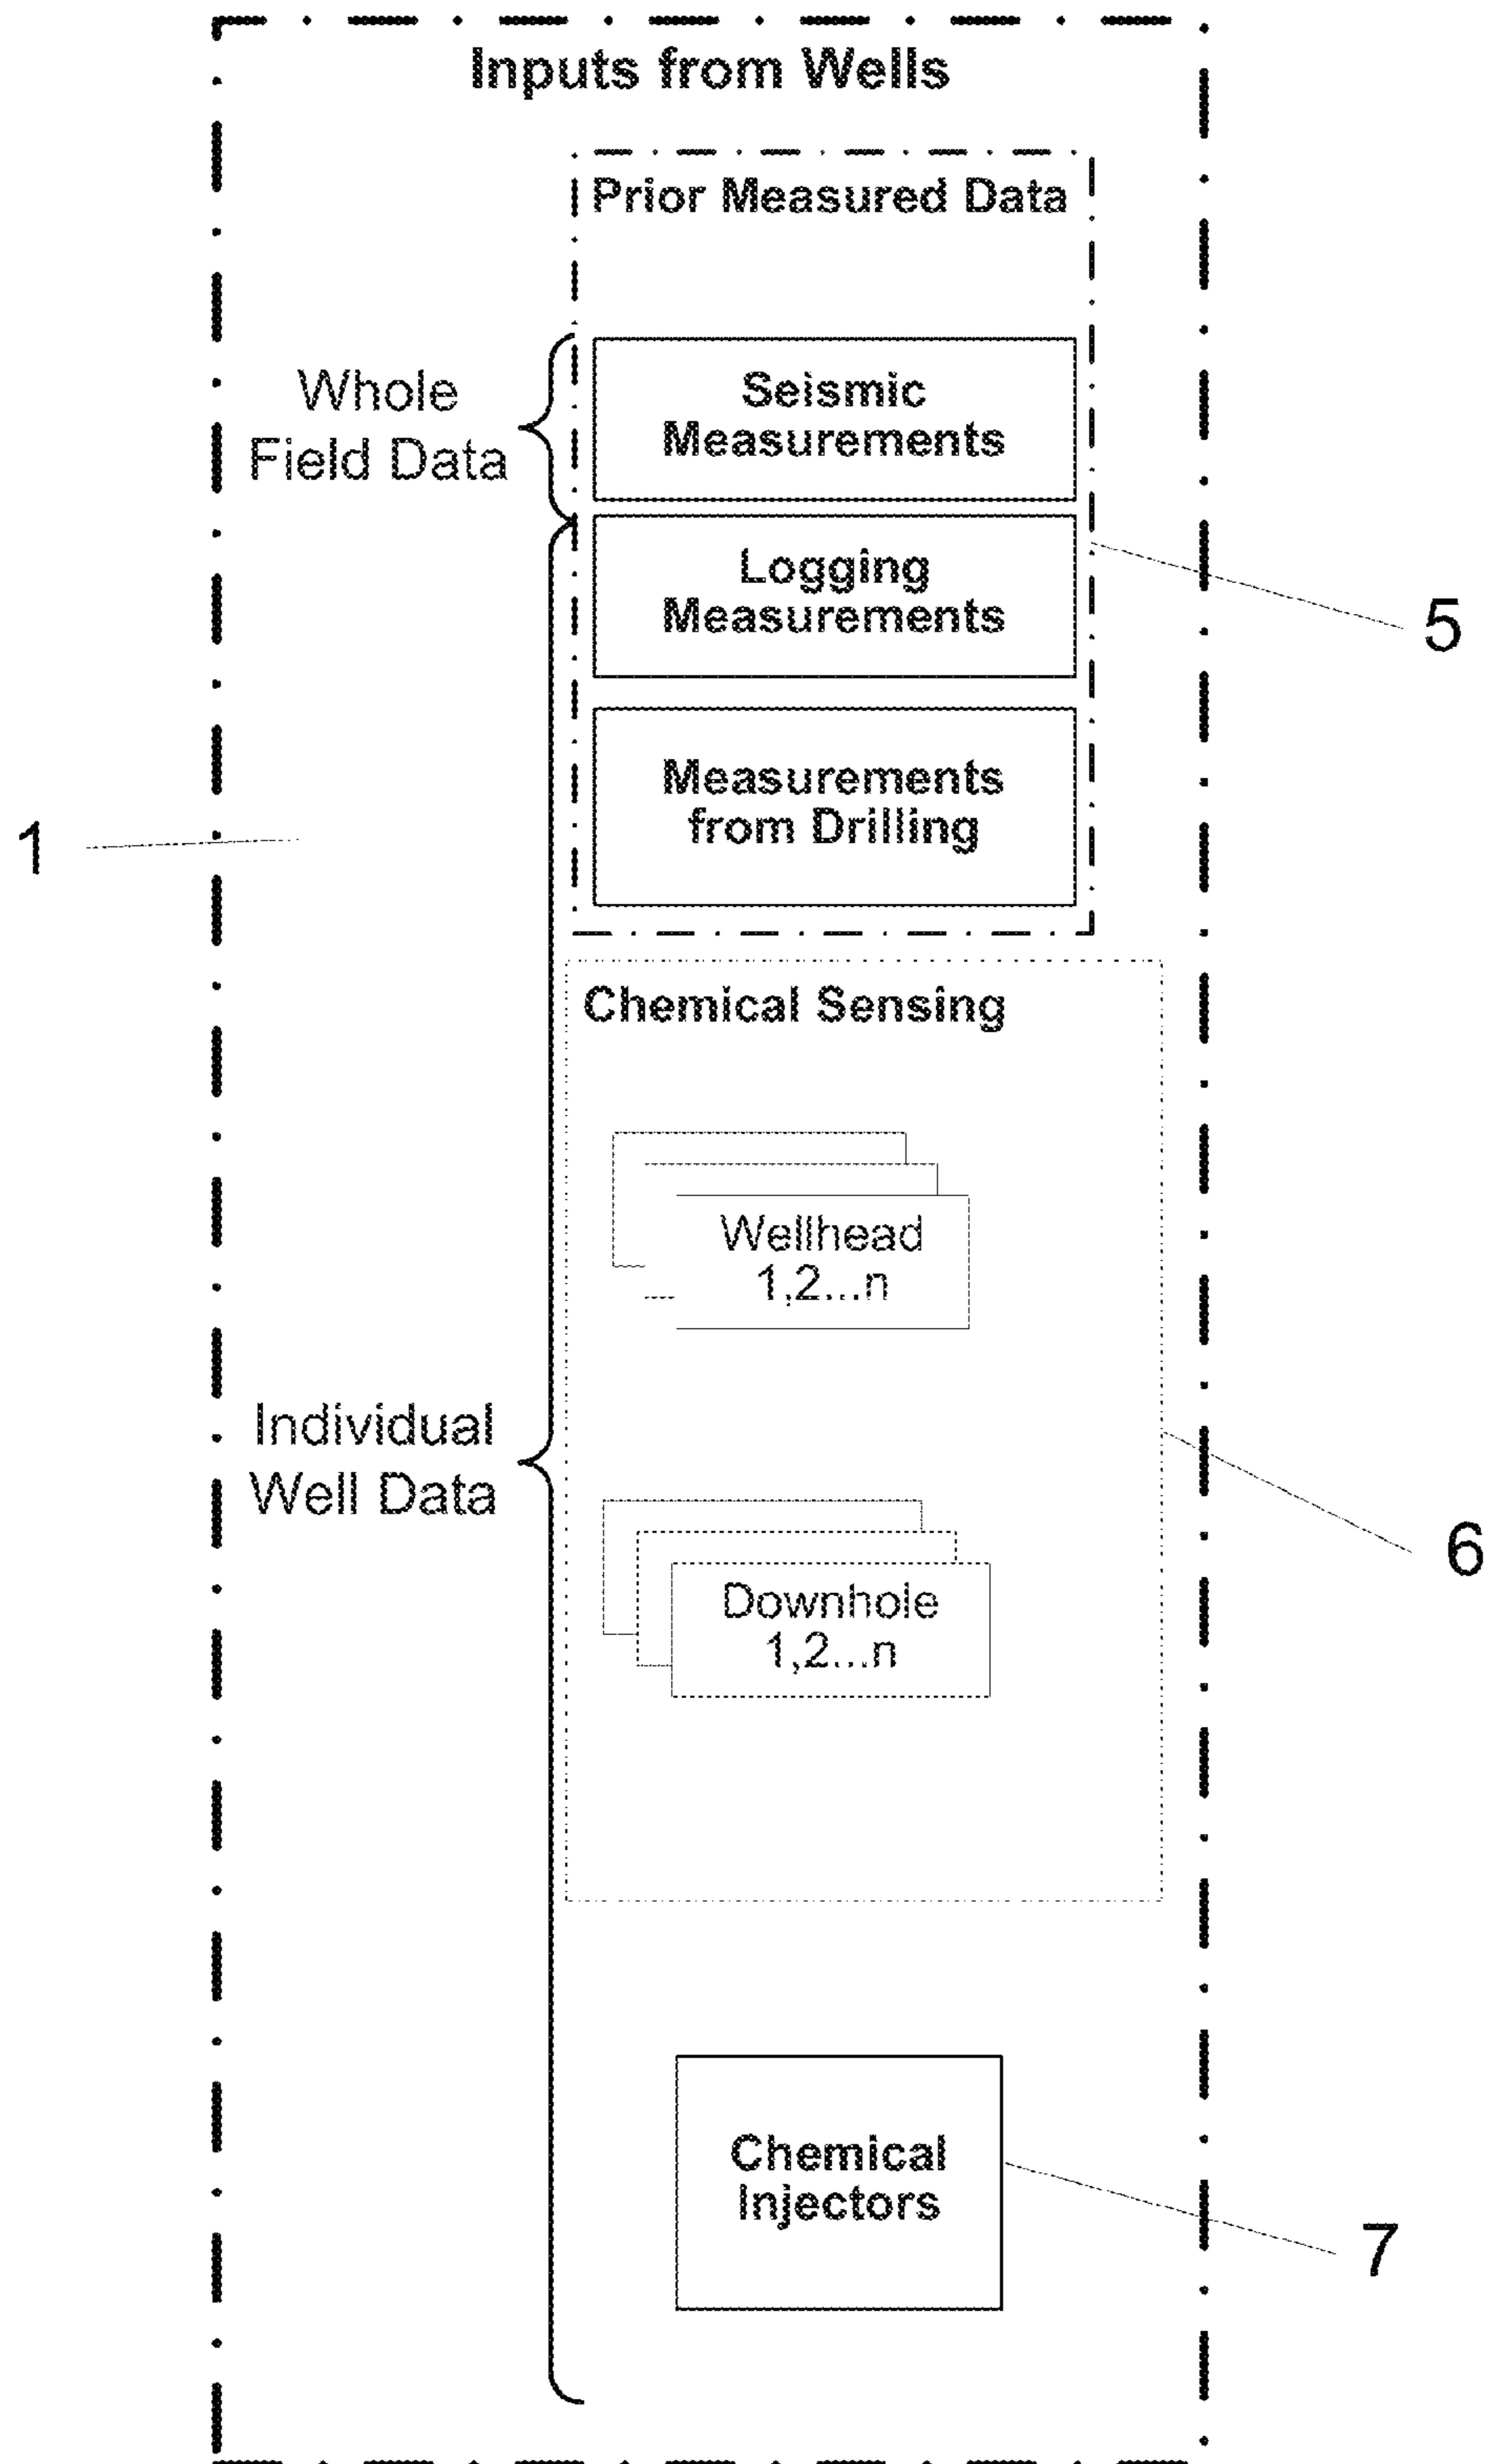 Inputs from Wells
Prior Measured Data
Whole
Field Data
Seismic
Measurements
Logging
Measurements
5
Measurements
from Drilling
1
Chemical Sensing
Wellhead
1,2...n
Individual
Well Data
6
Downhole
1,2...n
Chemical
Injectors
7